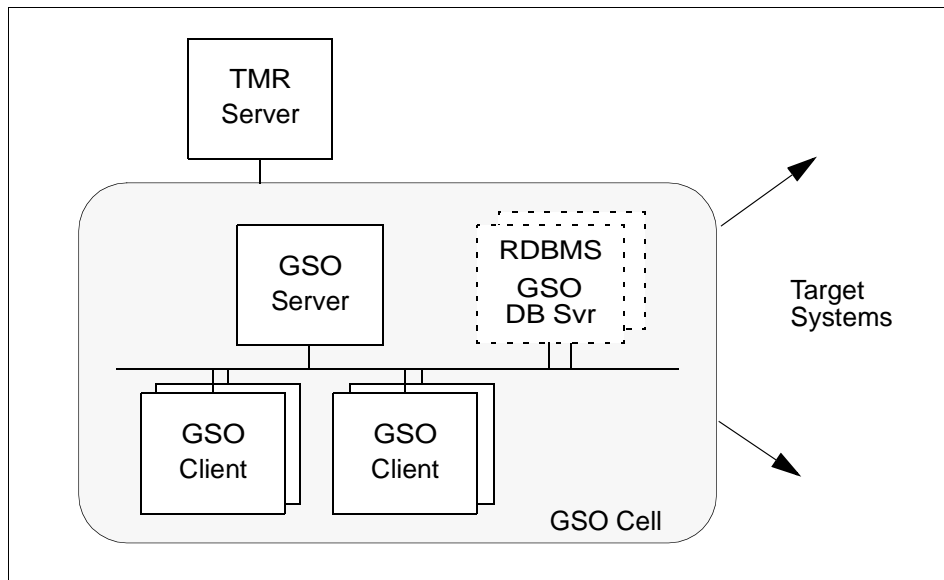 TMR
Server
GSO
Server
RDBMS
GSO
DB Svr
Target
Systems
GSO
Client
GSO
Client
GSO Cell